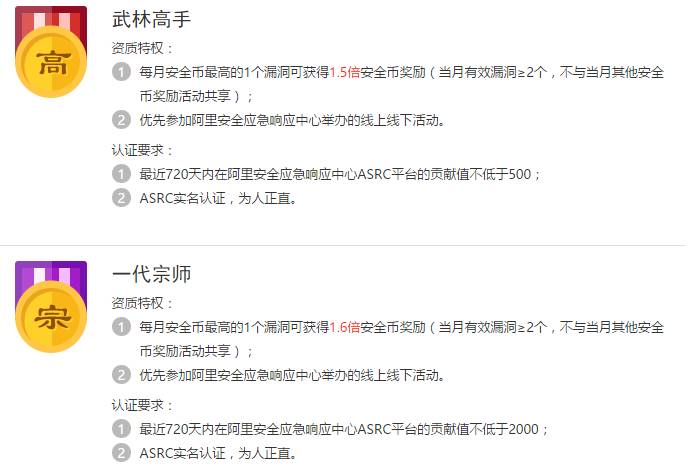 高
武林高手
资质特权：
1 每月安全币最高的1个漏洞可获得1.5倍安全币奖励（当月有效漏洞≥2个，不与当月其他安全
币奖励活动共享）；
2 优先参加阿里安全应急响应中心举办的线上线下活动。
认证要求：
1 最近720天内在阿里安全应急响应中心ASRC平台的贡献值不低于500；
2 ASRC实名认证，为人正直。
宗
一代宗师
资质特权：
1 每月安全币最高的1个漏洞可获得1.6倍安全币奖励（当月有效漏洞≥2个，不与当月其他安全
币奖励活动共享）；
2 优先参加阿里安全应急响应中心举办的线上线下活动。
认证要求：
1 最近720天内在阿里安全应急响应中心ASRC平台的贡献值不低于2000；
2 ASRC实名认证，为人正直。